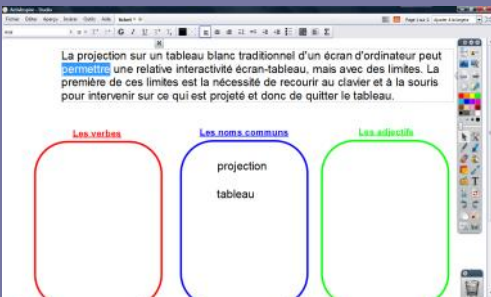 La projection sur un tableau blanc traditionnel d'un écran d'ordinateur peut
permettre une relative interactivité écran-tableau, mais avec des limites. La
première de ces limites est la nécessité de recourir au clavier et à la souris
pour intervenir sur ce qui est projeté et donc de quitter le tableau.
Les verbes
Les noms communs
Les adjectifs
projection
tableau